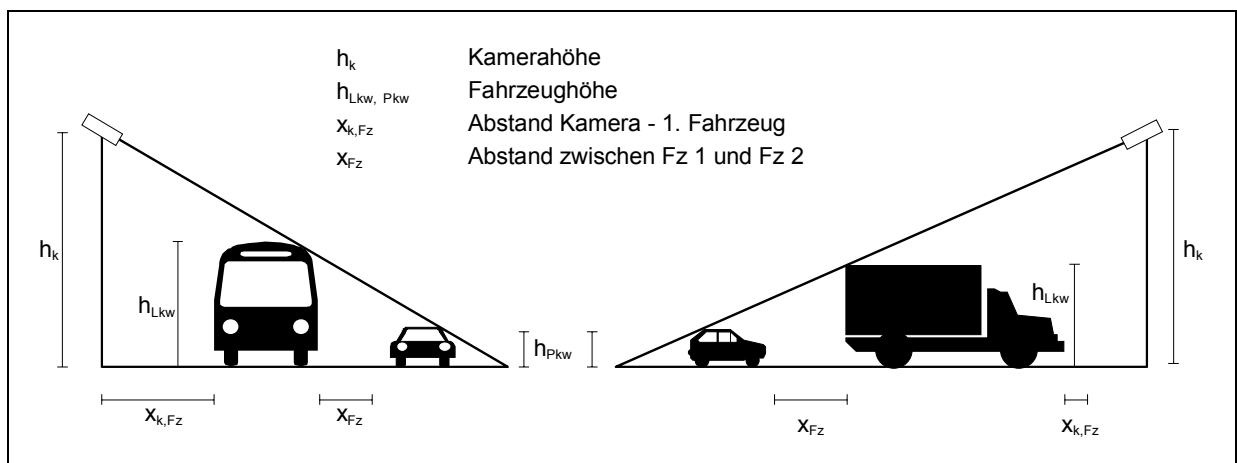 h_k Kamerahöhe
h_Lkw, Pkw Fahrzeughöhe
x_k,Fz Abstand Kamera - 1. Fahrzeug
x_Fz Abstand zwischen Fz 1 und Fz 2
h_k
h_Lkw
h_Pkw
h_Lkw
h_k
x_k,Fz
x_Fz
x_Fz
x_k,Fz